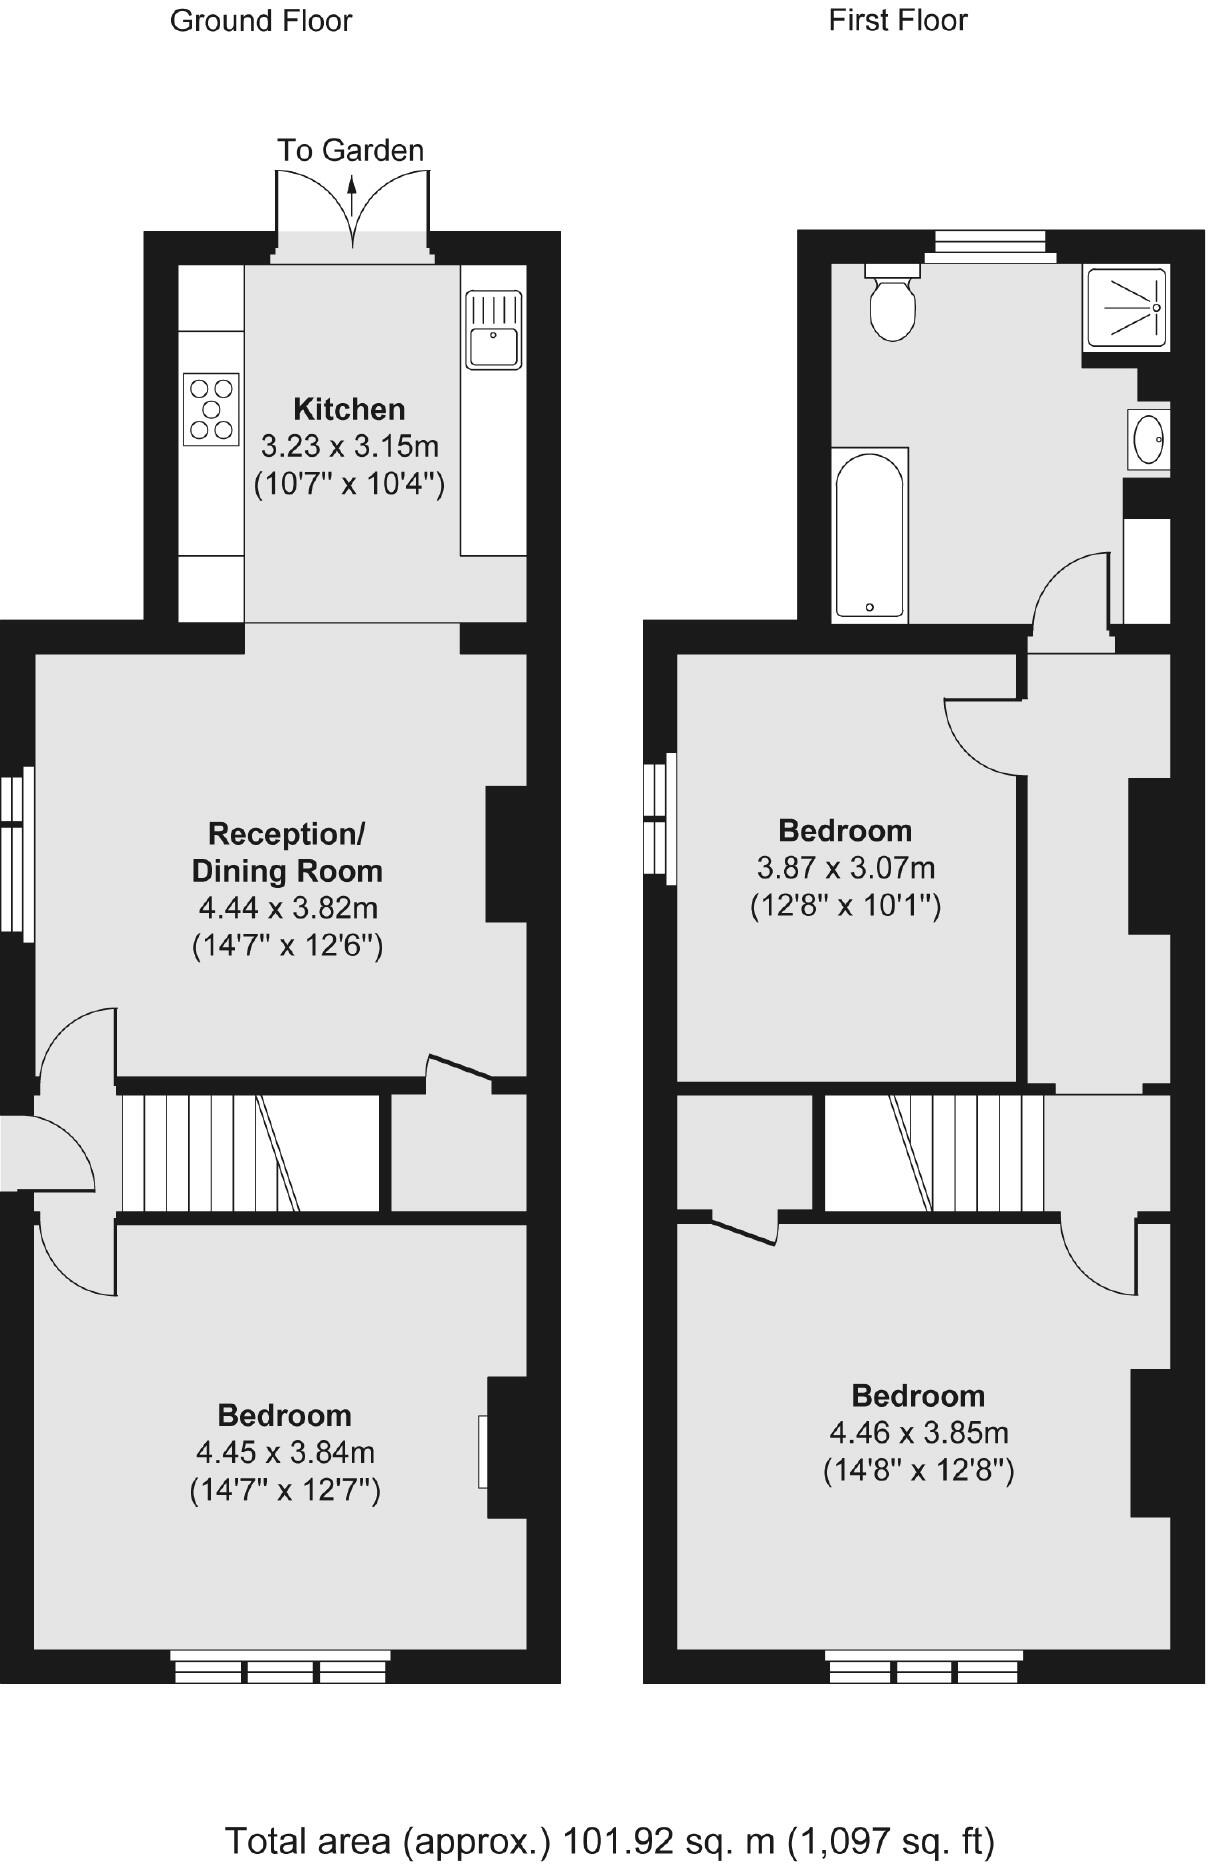 Ground Floor
First Floor
To Garden
Kitchen
3.23 x 3.15m
(10'7" x 10'4")
Reception/
Dining Room
4.44 x 3.82m
(14'7" x 12'6")
Bedroom
3.87 x 3.07m
(12'8" x 10'1")
Bedroom
4.45 x 3.84m
(14'7" x 12'7")
Bedroom
4.46 x 3.85m
(14'8" x 12'8")
Total area (approx.) 101.92 sq. m (1,097 sq. ft)